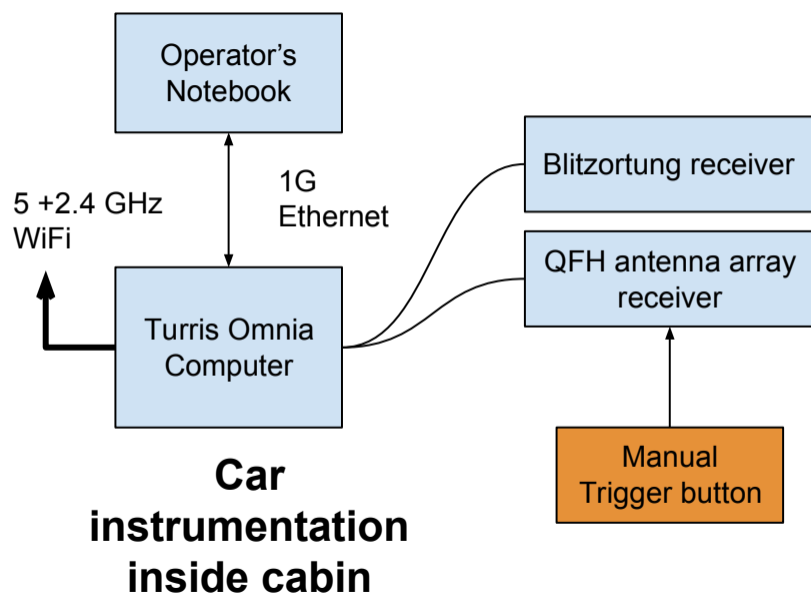 Operator's
Notebook
Blitzortung receiver
5 +2.4 GHz
WiFi
1G
Ethernet
QFH antenna array
receiver
Turris Omnia
Computer
Manual
Trigger button
Car
instrumentation
inside cabin